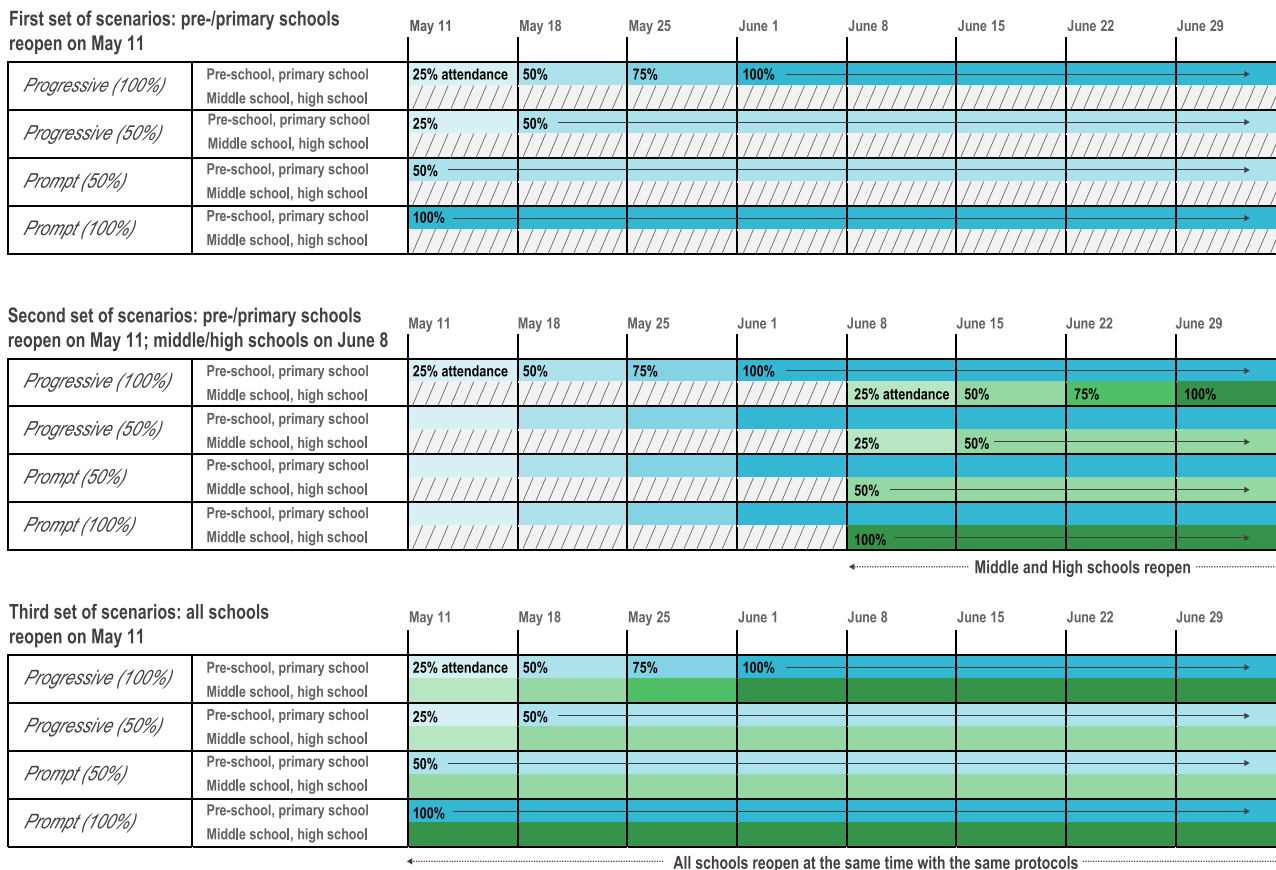 First set of scenarios: pre-/primary schools
reopen on May 11
May 11 May 18 May 25 June 1 June 8 June 15 June 22 June 29
Progressive (100%)
Pre-school, primary school 25% attendance 50% 75% 100%
Middle school, high school
Progressive (50%)
Pre-school, primary school 25% 50%
Middle school, high school
Prompt (50%)
Pre-school, primary school 50%
Middle school, high school
Prompt (100%)
Pre-school, primary school 100%
Middle school, high school
Second set of scenarios: pre-/primary schools
reopen on May 11; middle/high schools on June 8
May 11 May 18 May 25 June 1 June 8 June 15 June 22 June 29
Progressive (100%)
Pre-school, primary school 25% attendance 50% 75% 100%
Middle school, high school 25% attendance 50% 75% 100%
Progressive (50%)
Pre-school, primary school
Middle school, high school 25% 50%
Prompt (50%)
Pre-school, primary school
Middle school, high school 50%
Prompt (100%)
Pre-school, primary school
Middle school, high school 100%
Middle and High schools reopen
Third set of scenarios: all schools
reopen on May 11
May 11 May 18 May 25 June 1 June 8 June 15 June 22 June 29
Progressive (100%)
Pre-school, primary school 25% attendance 50% 75% 100%
Middle school, high school
Progressive (50%)
Pre-school, primary school 25% 50%
Middle school, high school
Prompt (50%)
Pre-school, primary school 50%
Middle school, high school
Prompt (100%)
Pre-school, primary school 100%
Middle school, high school
All schools reopen at the same time with the same protocols